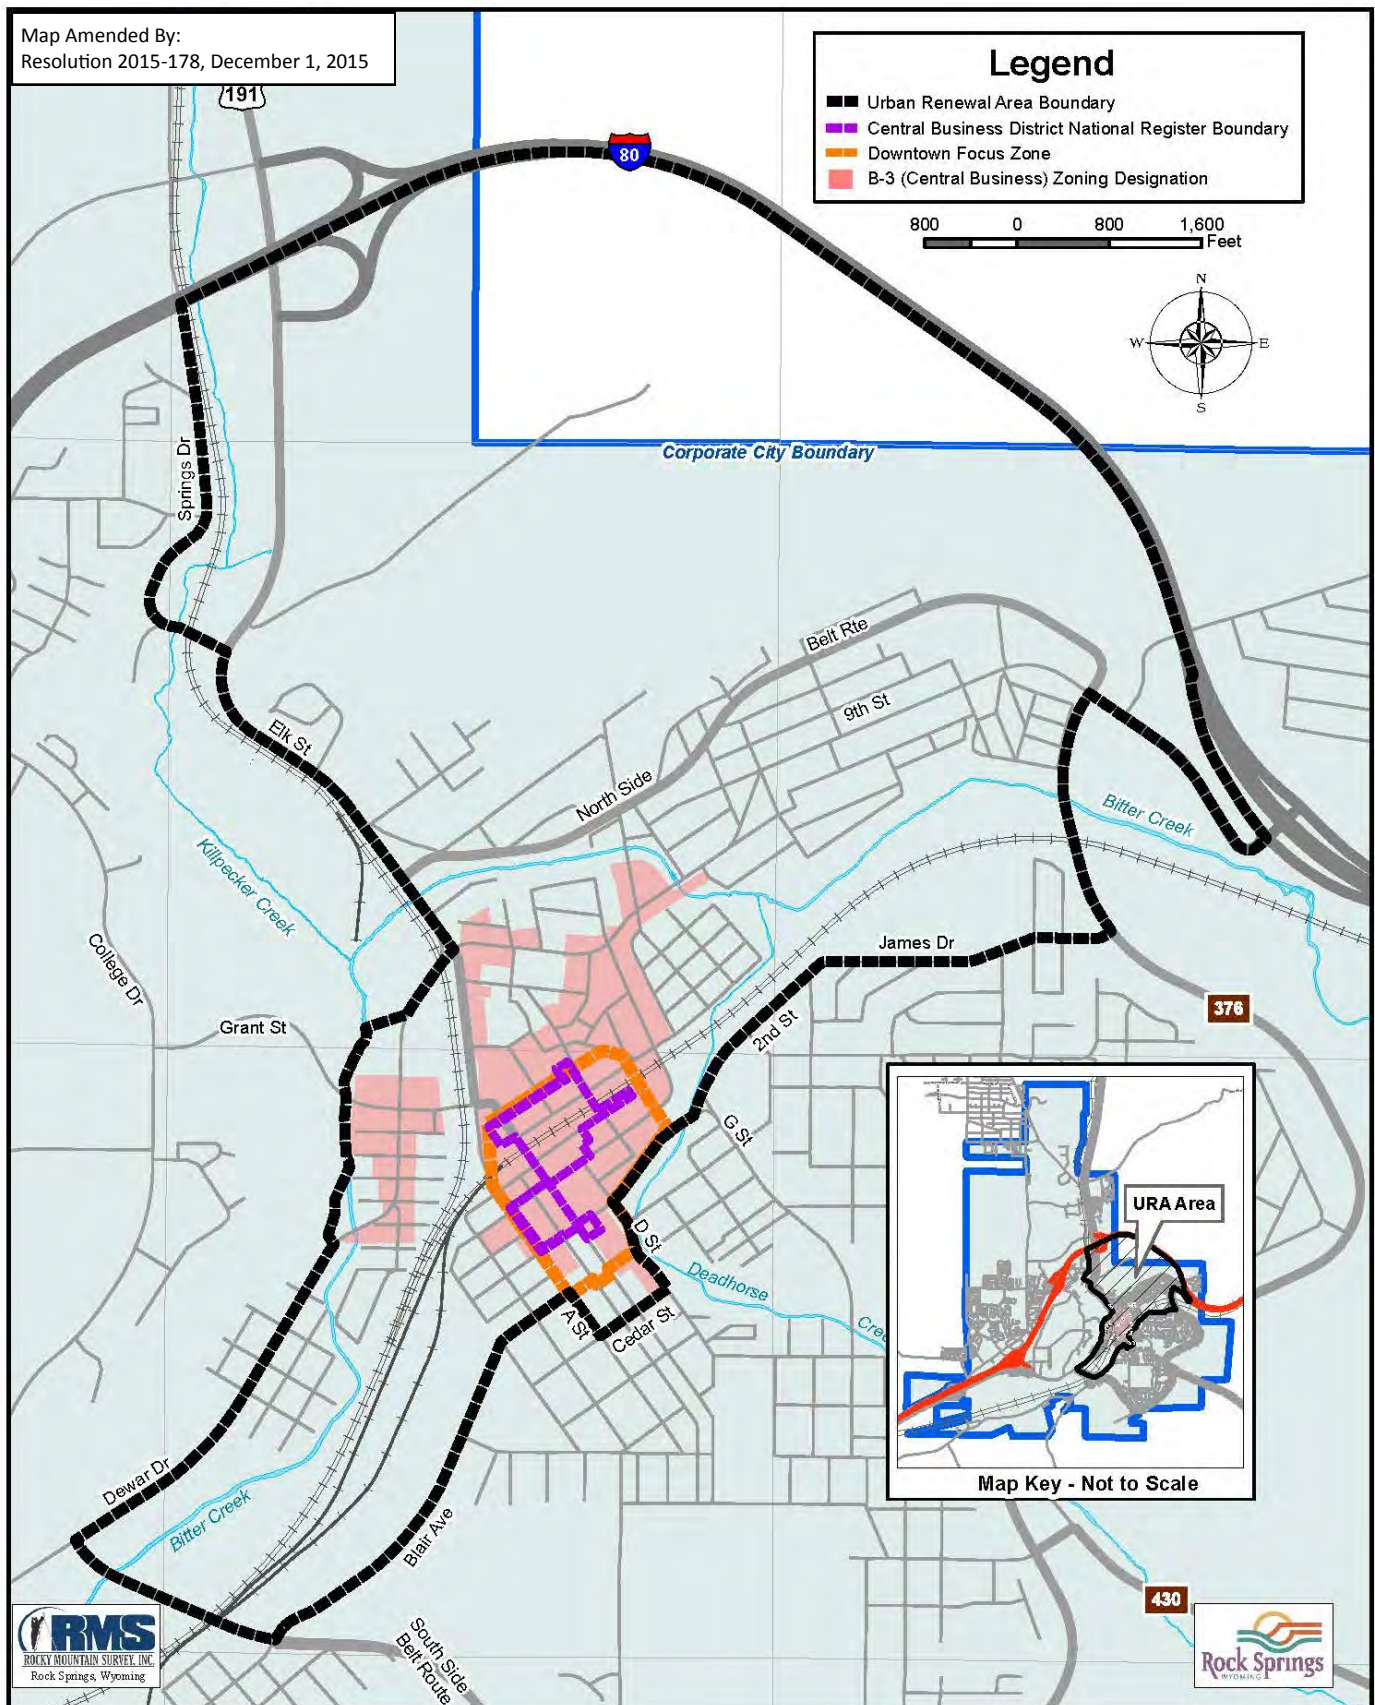 Map Amended By:
Resolution 2015-178, December 1, 2015
191
80
Legend
Urban Renewal Area Boundary
Central Business District National Register Boundary
Downtown Focus Zone
B-3 (Central Business) Zoning Designation
800 0 800 1,600
Feet
N
W E
S
Corporate City Boundary
Springs Dr
Belt Rte
9th St
Elk St
North Side
Bitter Creek
Killpecker Creek
College Dr
James Dr
Grant St
2nd St
376
G St
URA Area
D St
Deadhorse
Cree
A St
Cedar St
Map Key - Not to Scale
Dewar Dr
Bitter Creek
Blair Ave
430
South Side
Belt Route
RMS
ROCKY MOUNTAIN SURVEY, INC.
Rock Springs, Wyoming
Rock Springs
WYOMING